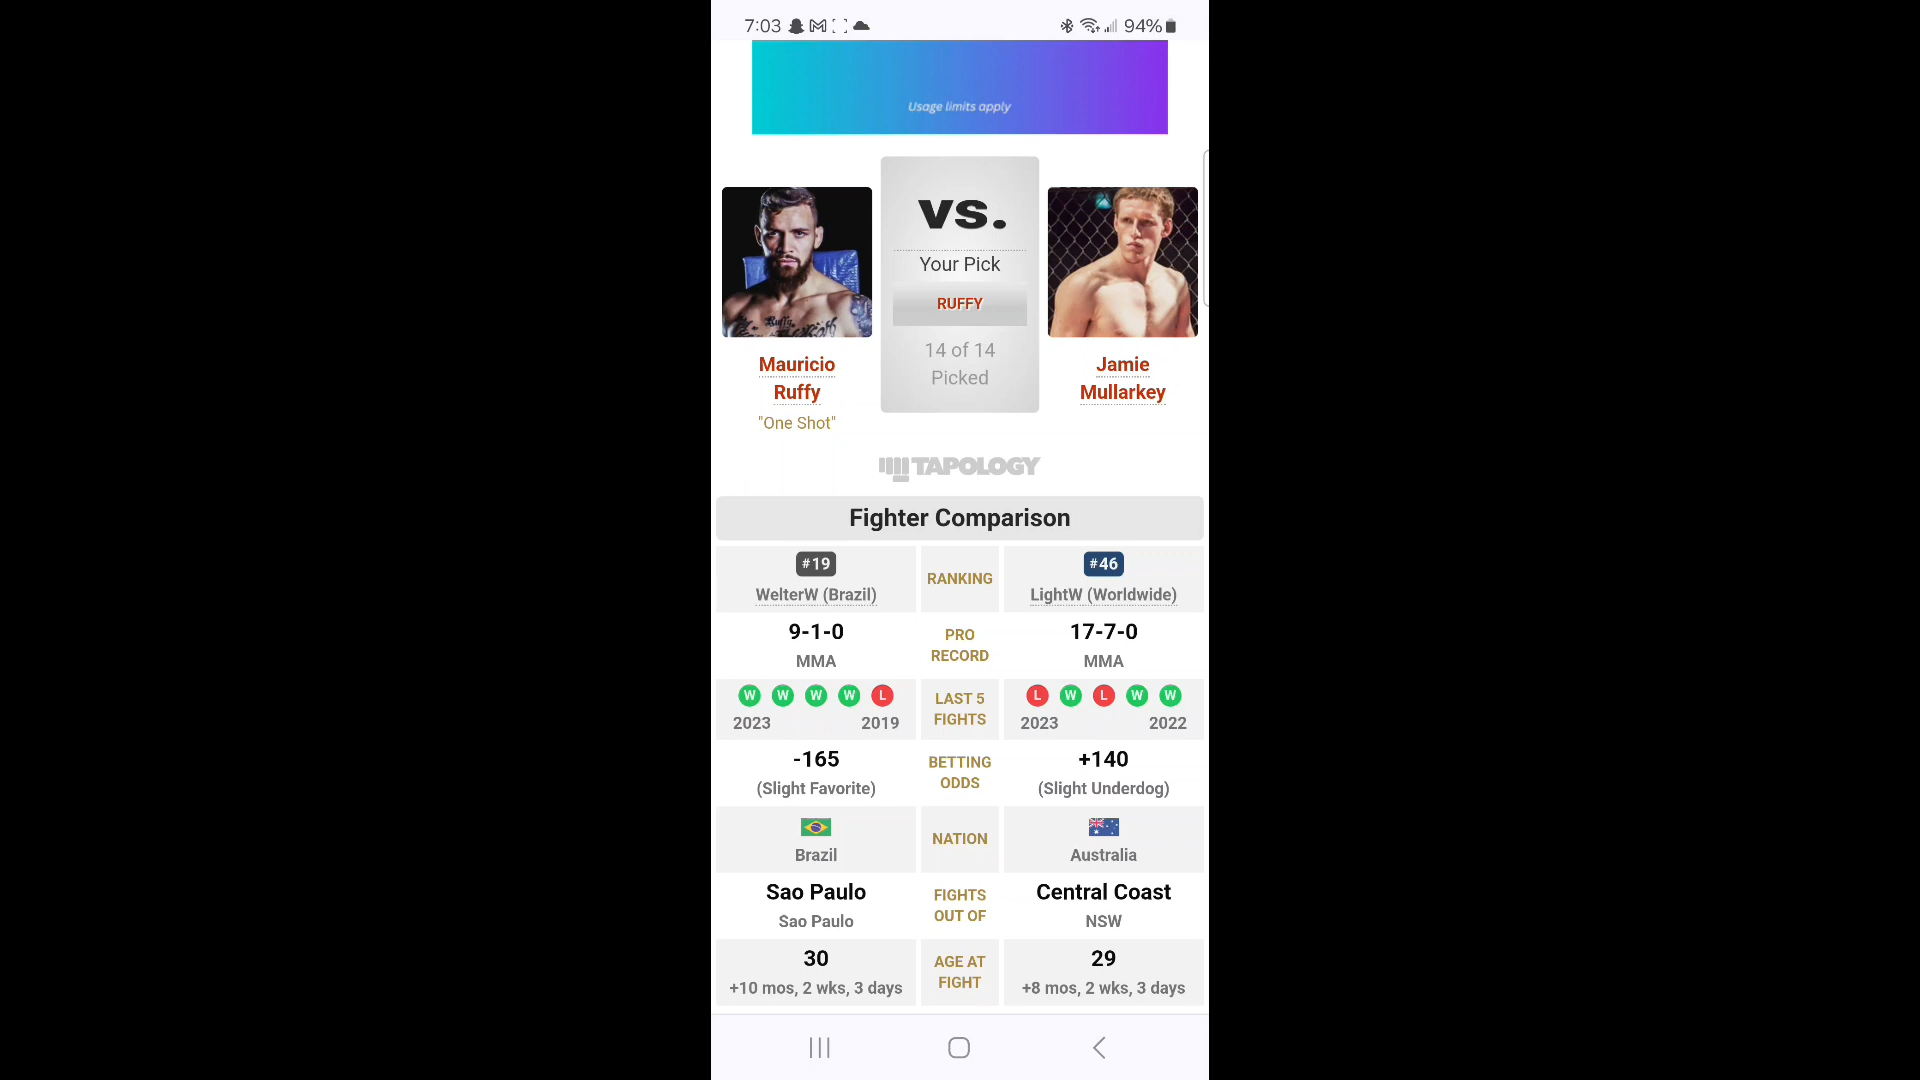 7:03 94%
Usage limits apply
vs.
Your Pick
RUFFY
14 of 14
Picked
Mauricio
Ruffy
"One Shot"
Jamie
Mullarkey
TAPOLOGY
Fighter Comparison
#19 RANKING #46
WelterW (Brazil) LightW (Worldwide)
9-1-0 PRO RECORD 17-7-0
MMA MMA
W W W W L LAST 5 FIGHTS L W L W W
2023 2019 2023 2022
-165 BETTING ODDS +140
(Slight Favorite) (Slight Underdog)
NATION
Brazil Australia
Sao Paulo FIGHTS OUT OF Central Coast
Sao Paulo NSW
30 AGE AT FIGHT 29
+10 mos, 2 wks, 3 days +8 mos, 2 wks, 3 days